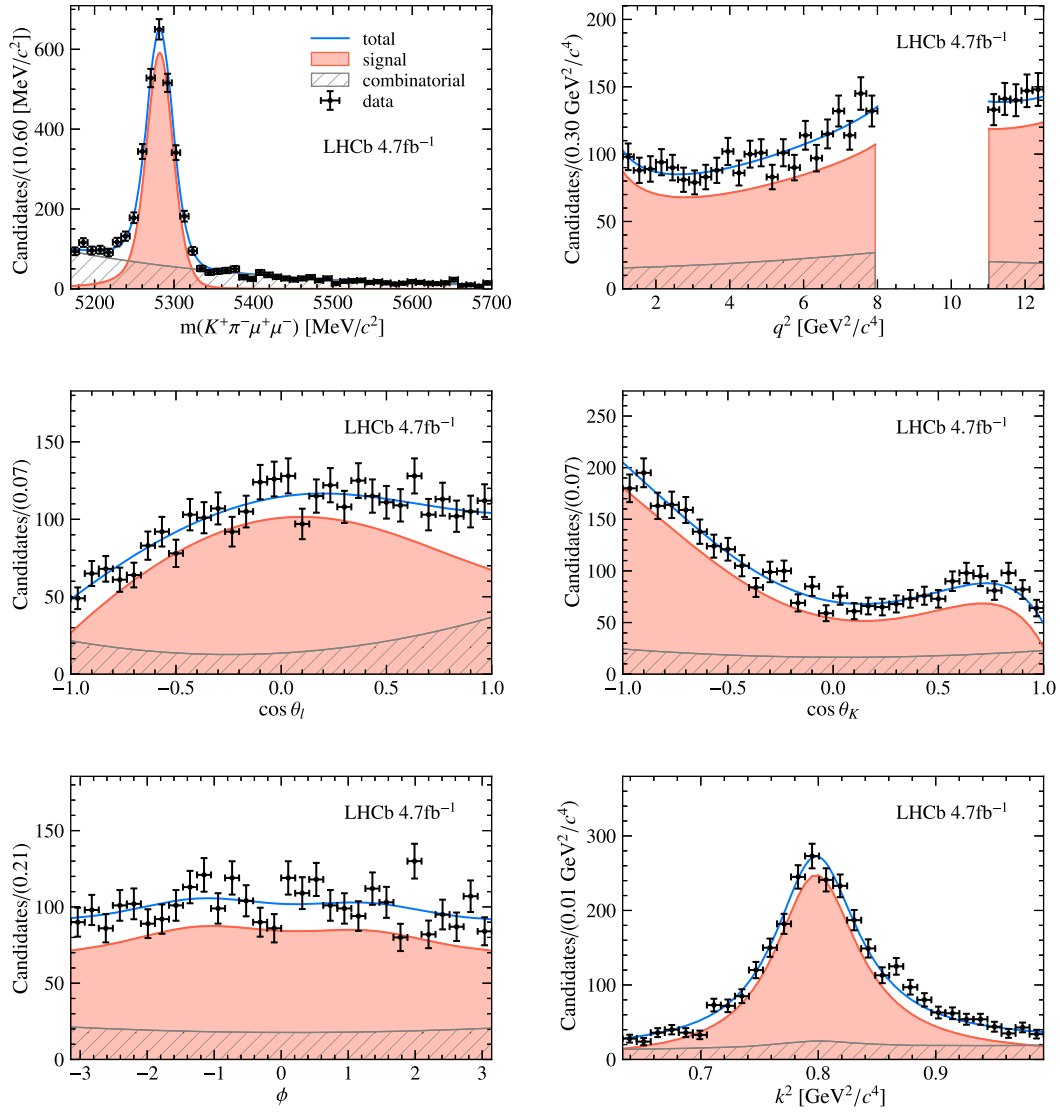 Candidates/(10.60 [MeV/c²])
0
100
200
300
400
500
600
5200
5300
5400
5500
5600
5700
m(K⁺π⁻μ⁺μ⁻) [MeV/c²]
total
signal
combinatorial
data
LHCb 4.7fb⁻¹
Candidates/(0.30 GeV²/c⁴)
0
50
100
150
200
2
4
6
8
10
12
q² [GeV²/c⁴]
LHCb 4.7fb⁻¹
Candidates/(0.07)
0
50
100
150
−1.0
−0.5
0.0
0.5
1.0
cos θₗ
LHCb 4.7fb⁻¹
Candidates/(0.07)
0
50
100
150
200
250
−1.0
−0.5
0.0
0.5
1.0
cos θ_K
LHCb 4.7fb⁻¹
Candidates/(0.21)
0
50
100
150
−3
−2
−1
0
1
2
3
ϕ
LHCb 4.7fb⁻¹
Candidates/(0.01 GeV²/c⁴)
0
100
200
300
0.7
0.8
0.9
k² [GeV²/c⁴]
LHCb 4.7fb⁻¹